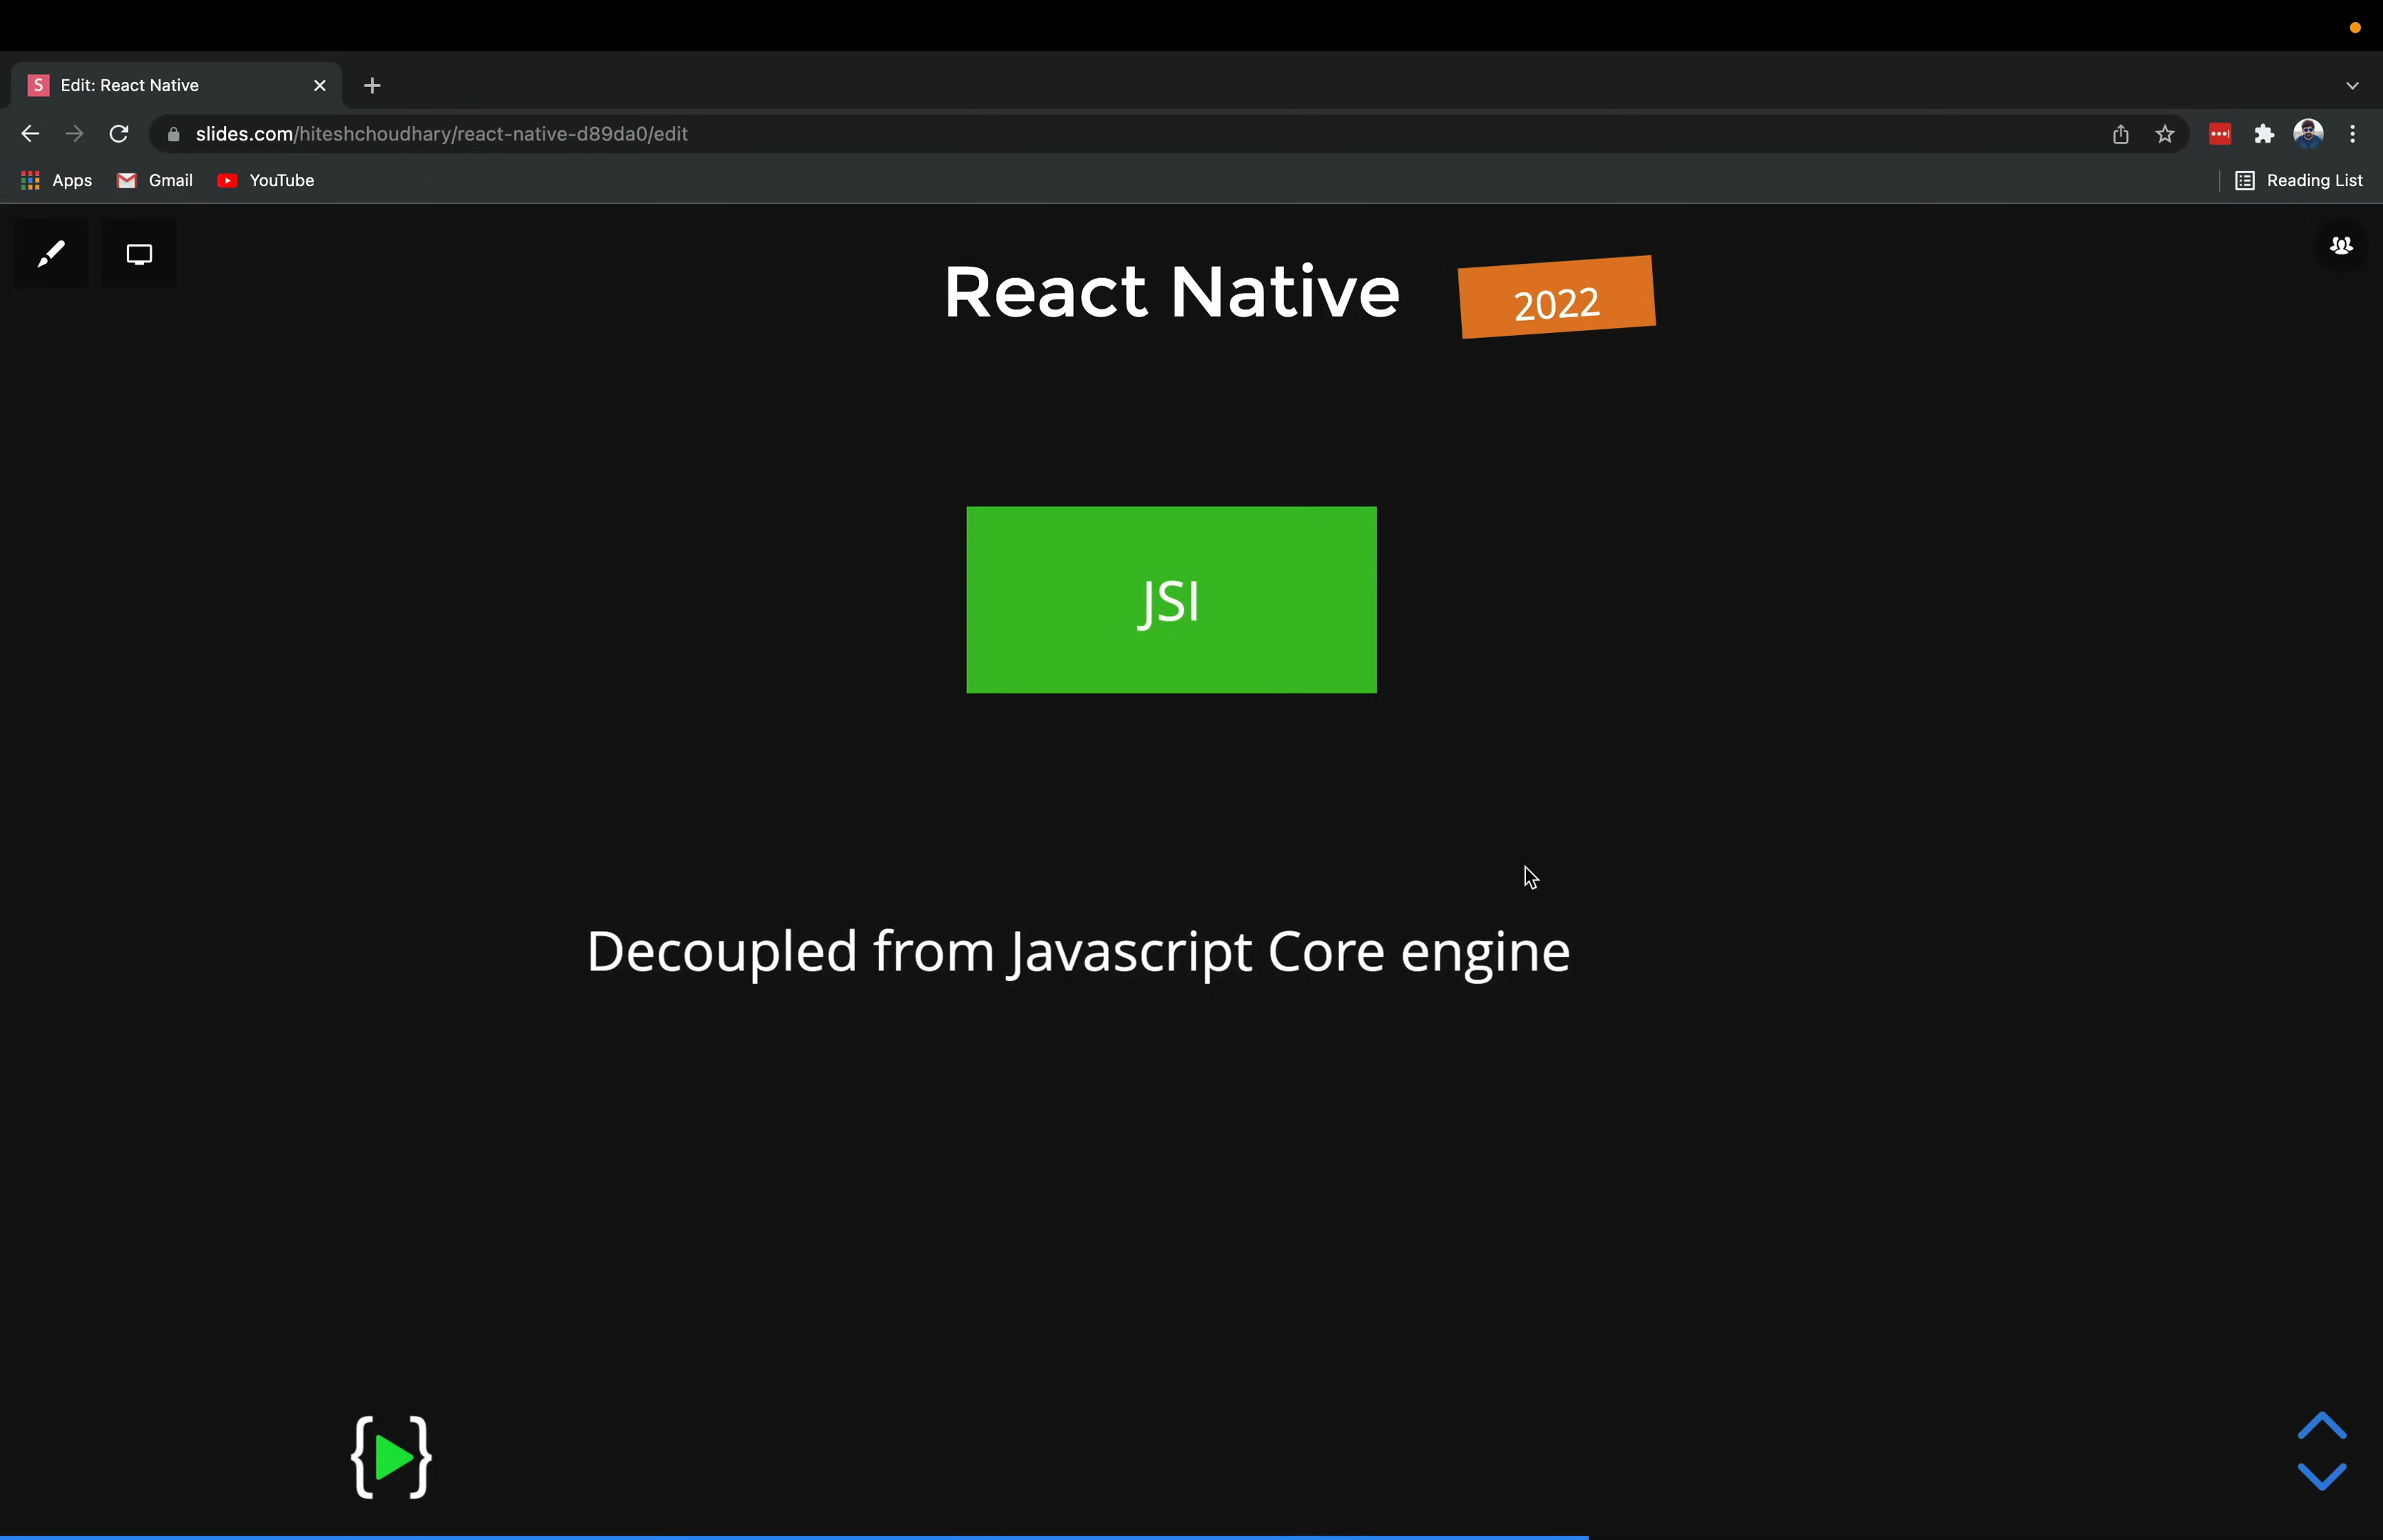 S Edit: React Native
slides.com/hiteshchoudhary/react-native-d89da0/edit
Apps Gmail YouTube Reading List
React Native 2022
JSI
Decoupled from Javascript Core engine